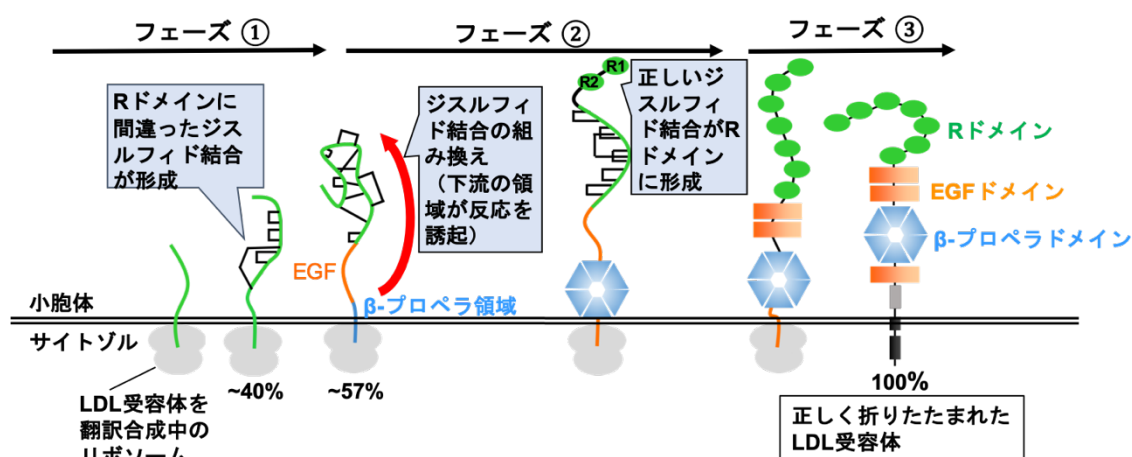 フェーズ ①
フェーズ ②
フェーズ ③
Rドメインに
間違ったジス
ルフィド結合
が形成
ジスルフィ
ド結合の組
み換え
（下流の領
域が反応を
誘起）
R1
R2
正しいジ
スルフィ
ド結合がR
ドメイン
に形成
Rドメイン
EGFドメイン
β-プロペラドメイン
EGF
β-プロペラ領域
小胞体
サイトゾル
~40%
~57%
100%
LDL受容体を
翻訳合成中の
リボソーム
正しく折りたたまれた
LDL受容体